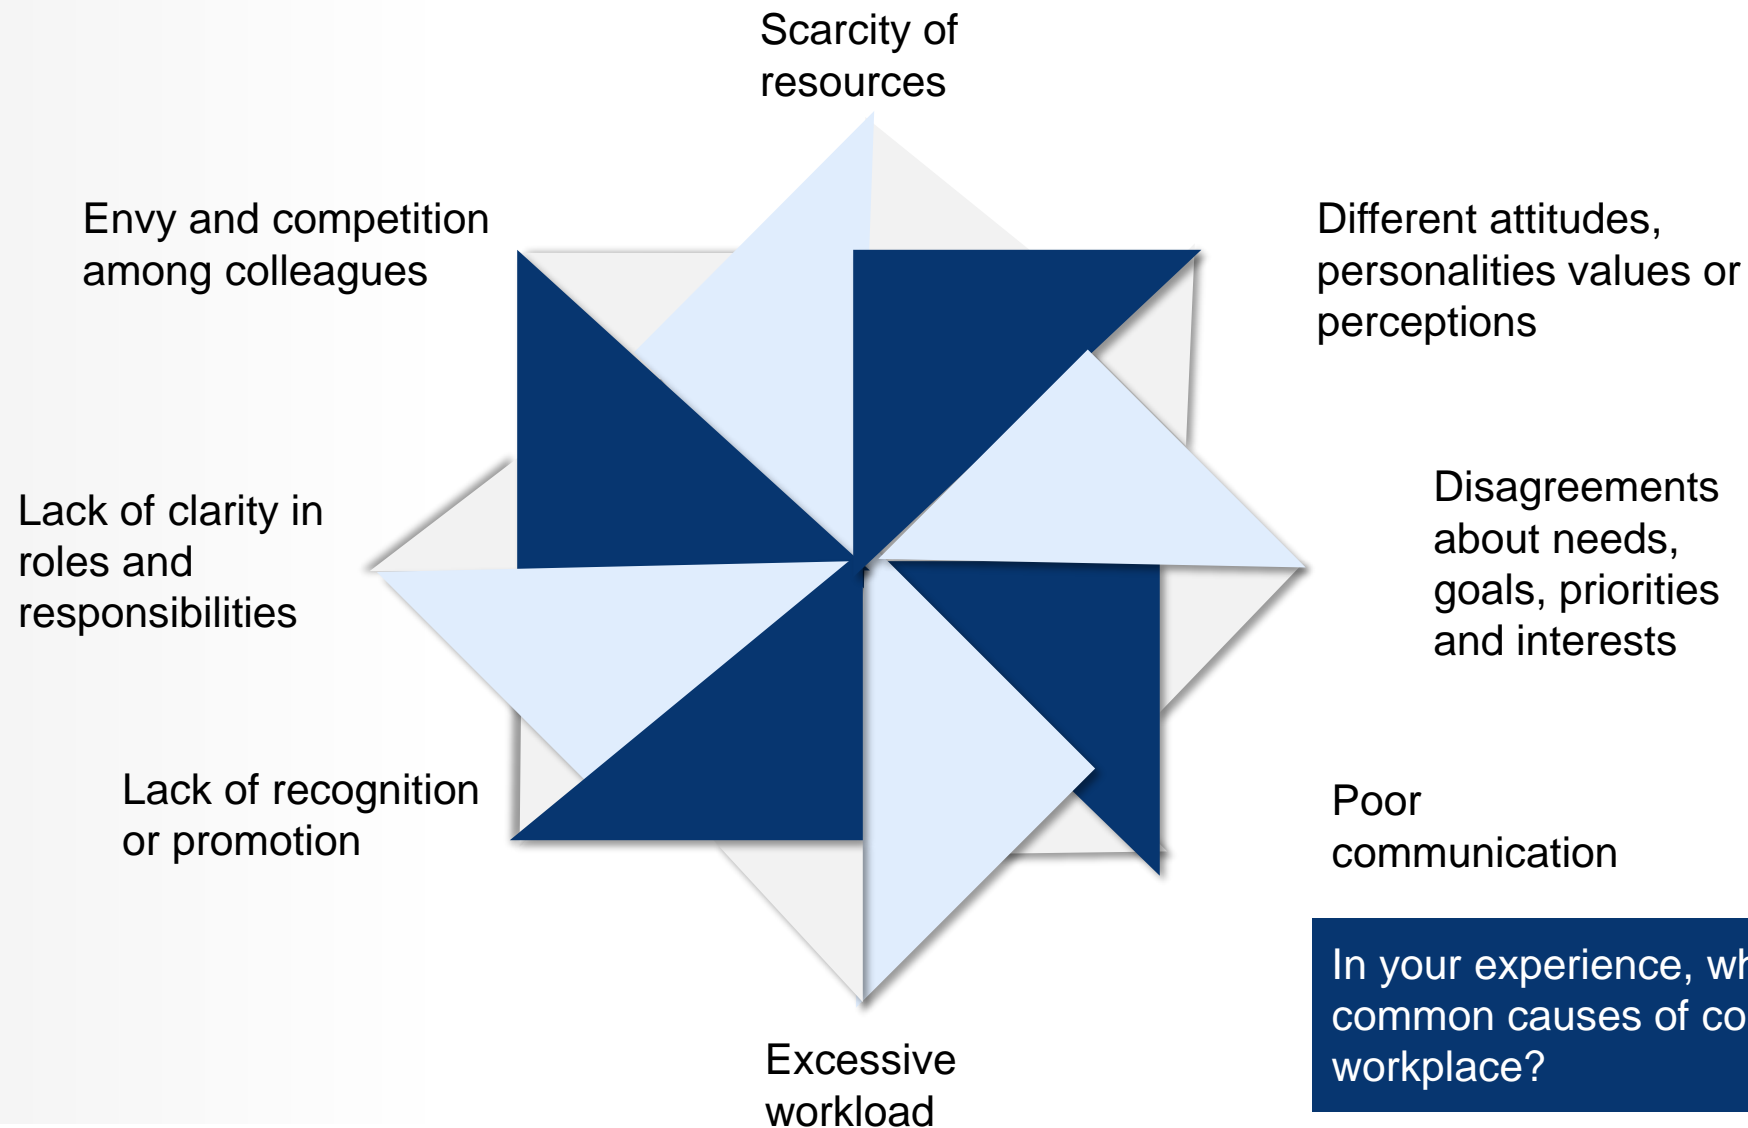 Scarcity of
resources
Envy and competition
among colleagues
Different attitudes,
personalities values or
perceptions
Lack of clarity in
roles and
responsibilities
Disagreements
about needs,
goals, priorities
and interests
Lack of recognition
or promotion
Poor
communication
In your experience,
common causes of
workplace?
Excessive
workload